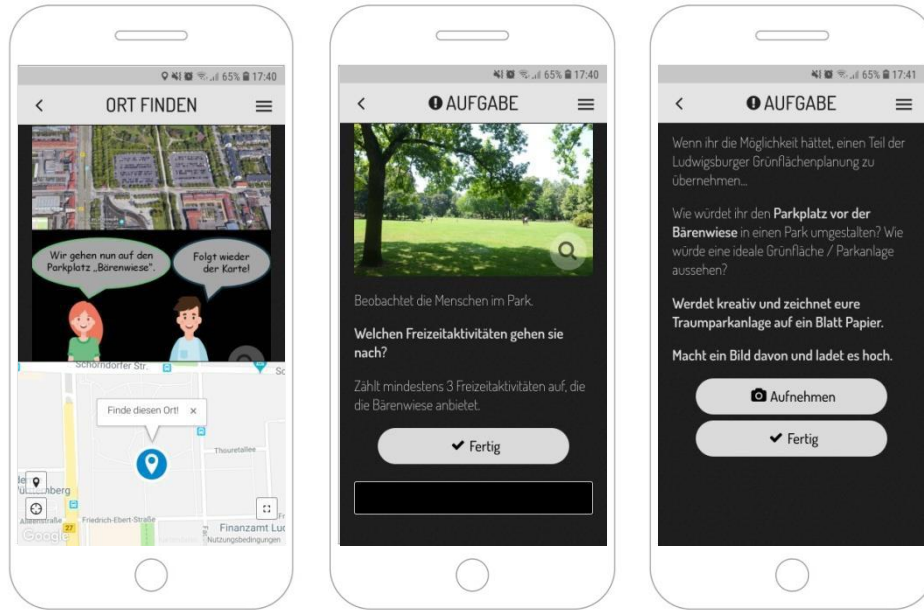 65% 17:40
ORT FINDEN
Wir gehen nun auf den
Parkplatz „Bärenwiese".
Folgt wieder
der Karte!
Schorndorfer Str.
Finde diesen Ort! ×
Thouretallee
Friedrich-Ebert-Straße
27
Finanzamt
Google
Nutzungsbedingungen
65% 17:40
AUFGABE
Beobachtet die Menschen im Park.
Welchen Freizeitaktivitäten gehen sie
nach?
Zählt mindestens 3 Freizeitaktivitäten auf, die
die Bärenwiese anbietet.
Fertig
65% 17:41
AUFGABE
Wenn ihr die Möglichkeit hättet, einen Teil der
Ludwigsburger Grünflächenplanung zu
übernehmen...
Wie würdet ihr den Parkplatz vor der
Bärenwiese in einen Park umgestalten? Wie
würde eine ideale Grünfläche / Parkanlage
aussehen?
Werdet kreativ und zeichnet eure
Traumparkanlage auf ein Blatt Papier.
Macht ein Bild davon und ladet es hoch.
Aufnehmen
Fertig